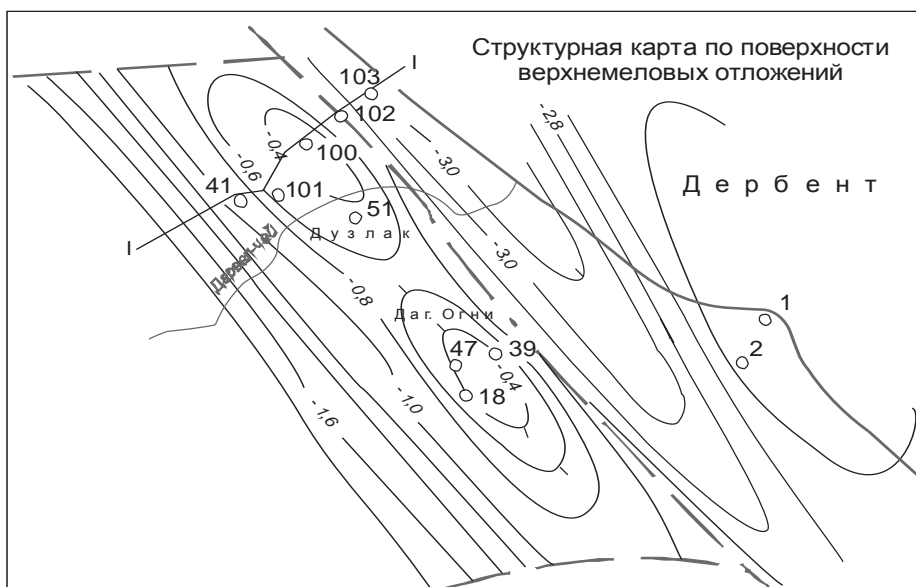 Структурная карта по поверхности
верхнемеловых отложений
I
103
102
100
-0,4
-0,6
41
101
51
I
Дузлак
-3,0
-2,8
Дербент
-3,0
-0,8
Даг. Огни
47
39
-0,4
18
1
2
-1,0
-1,6